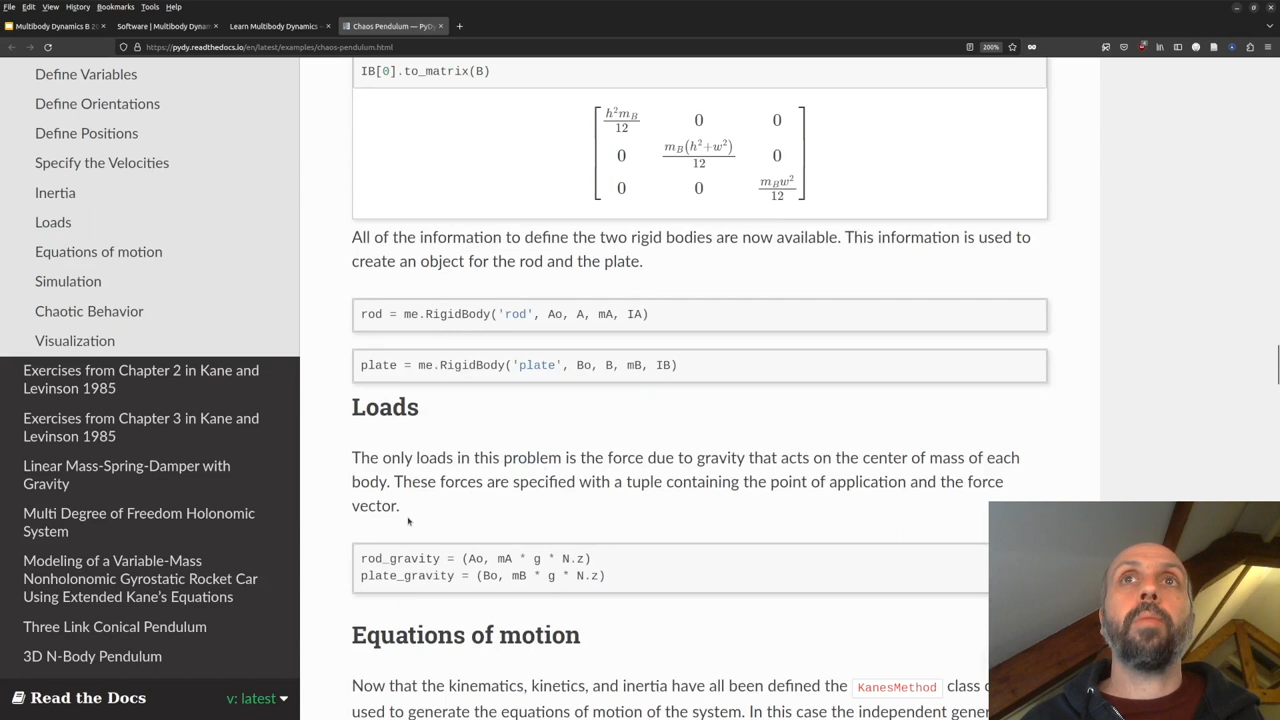 File Edit View History Bookmarks Tools Help
Multibody Dynamics B 20
Software | Multibody Dynam
Learn Multibody Dynamics
Chaos Pendulum — PyDy
https://pydy.readthedocs.io/en/latest/examples/chaos-pendulum.html
200%
Define Variables
Define Orientations
Define Positions
Specify the Velocities
Inertia
Loads
Equations of motion
Simulation
Chaotic Behavior
Visualization
Exercises from Chapter 2 in Kane and
Levinson 1985
Exercises from Chapter 3 in Kane and
Levinson 1985
Linear Mass-Spring-Damper with
Gravity
Multi Degree of Freedom Holonomic
System
Modeling of a Variable-Mass
Nonholonomic Gyrostatic Rocket Car
Using Extended Kane's Equations
Three Link Conical Pendulum
3D N-Body Pendulum
Read the Docs
v: latest
IB[0].to_matrix(B)
h²m_B/12 0 0
0 m_B(h²+w²)/12 0
0 0 m_Bw²/12
All of the information to define the two rigid bodies are now available. This information is used to
create an object for the rod and the plate.
rod = me.RigidBody('rod', Ao, A, mA, IA)
plate = me.RigidBody('plate', Bo, B, mB, IB)
Loads
The only loads in this problem is the force due to gravity that acts on the center of mass of each
body. These forces are specified with a tuple containing the point of application and the force
vector.
rod_gravity = (Ao, mA * g * N.z)
plate_gravity = (Bo, mB * g * N.z)
Equations of motion
Now that the kinematics, kinetics, and inertia have all been defined the KanesMethod class
used to generate the equations of motion of the system. In this case the independent gener